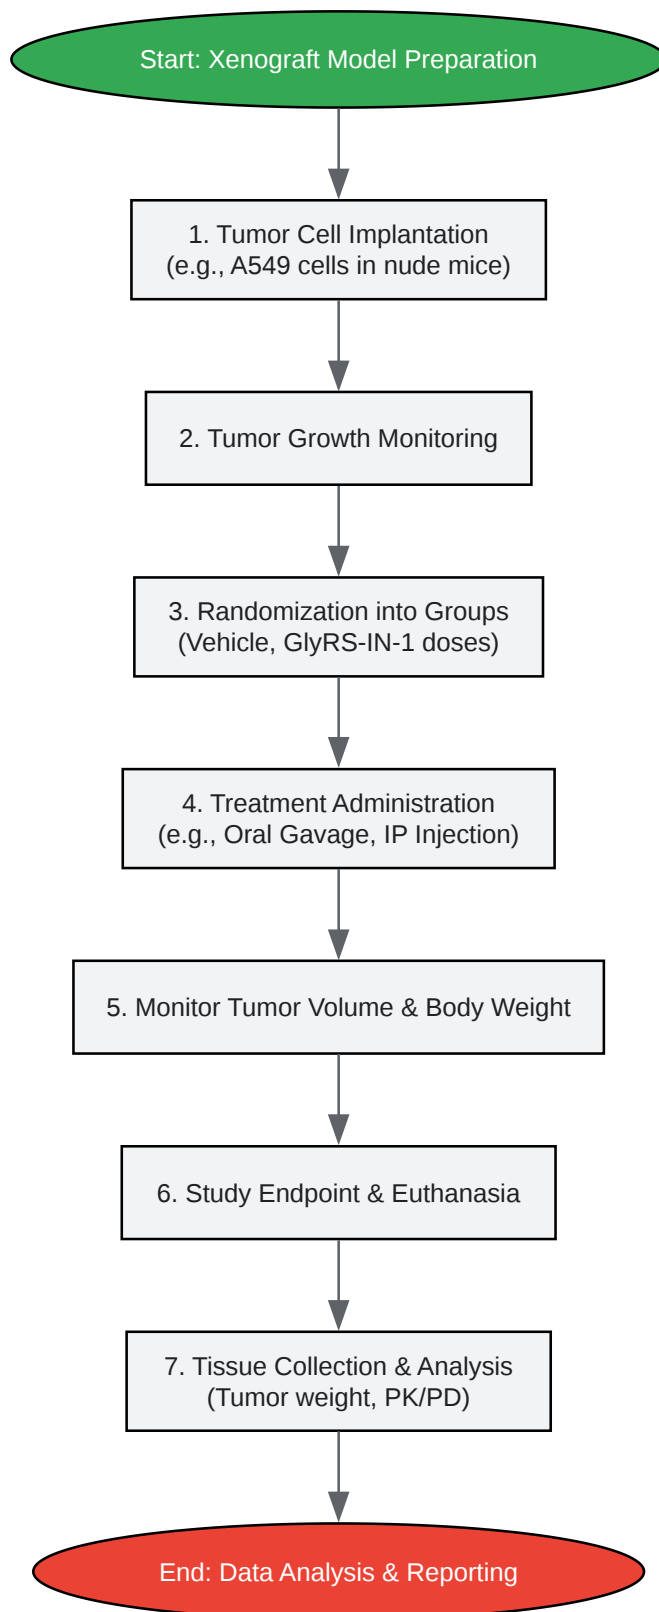 Start: Xenograft Model Preparation
1. Tumor Cell Implantation
(e.g., A549 cells in nude mice)
2. Tumor Growth Monitoring
3. Randomization into Groups
(Vehicle, GlyRS-IN-1 doses)
4. Treatment Administration
(e.g., Oral Gavage, IP Injection)
5. Monitor Tumor Volume & Body Weight
6. Study Endpoint & Euthanasia
7. Tissue Collection & Analysis
(Tumor weight, PK/PD)
End: Data Analysis & Reporting